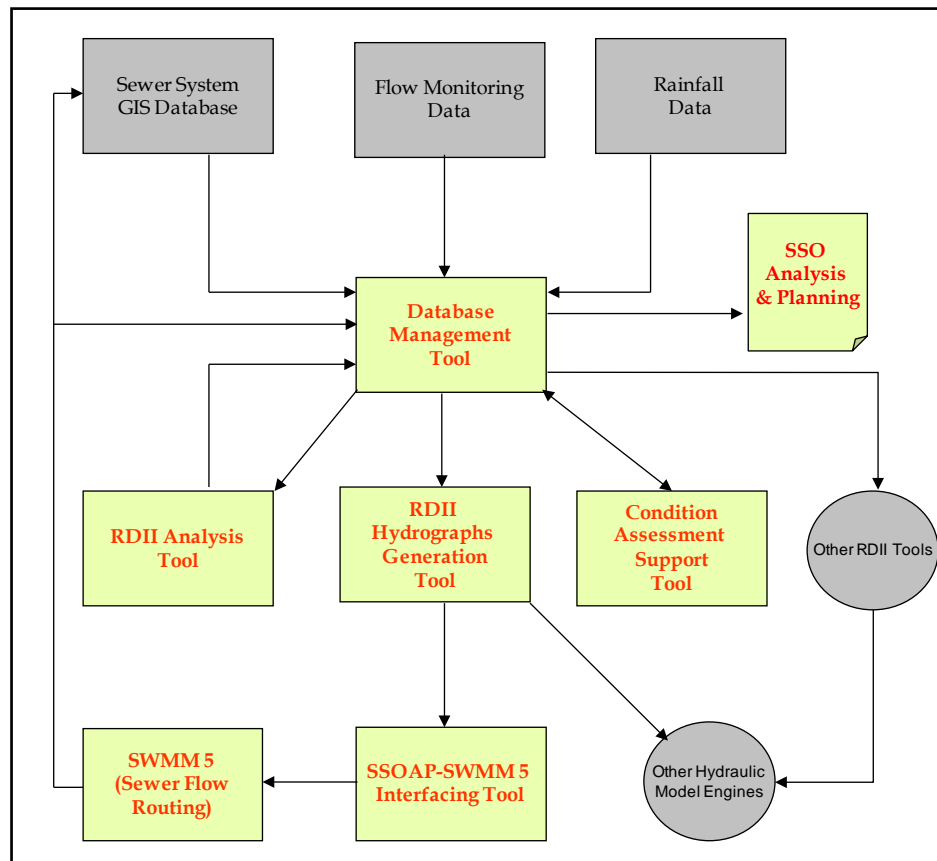 Sewer System
GIS Database
Flow Monitoring
Data
Rainfall
Data
SSO
Analysis
& Planning
Database
Management
Tool
RDII Analysis
Tool
RDII
Hydrographs
Generation
Tool
Condition
Assessment
Support
Tool
Other RDII Tools
SWMM 5
(Sewer Flow
Routing)
SSOAP-SWMM 5
Interfacing Tool
Other Hydraulic
Model Engines